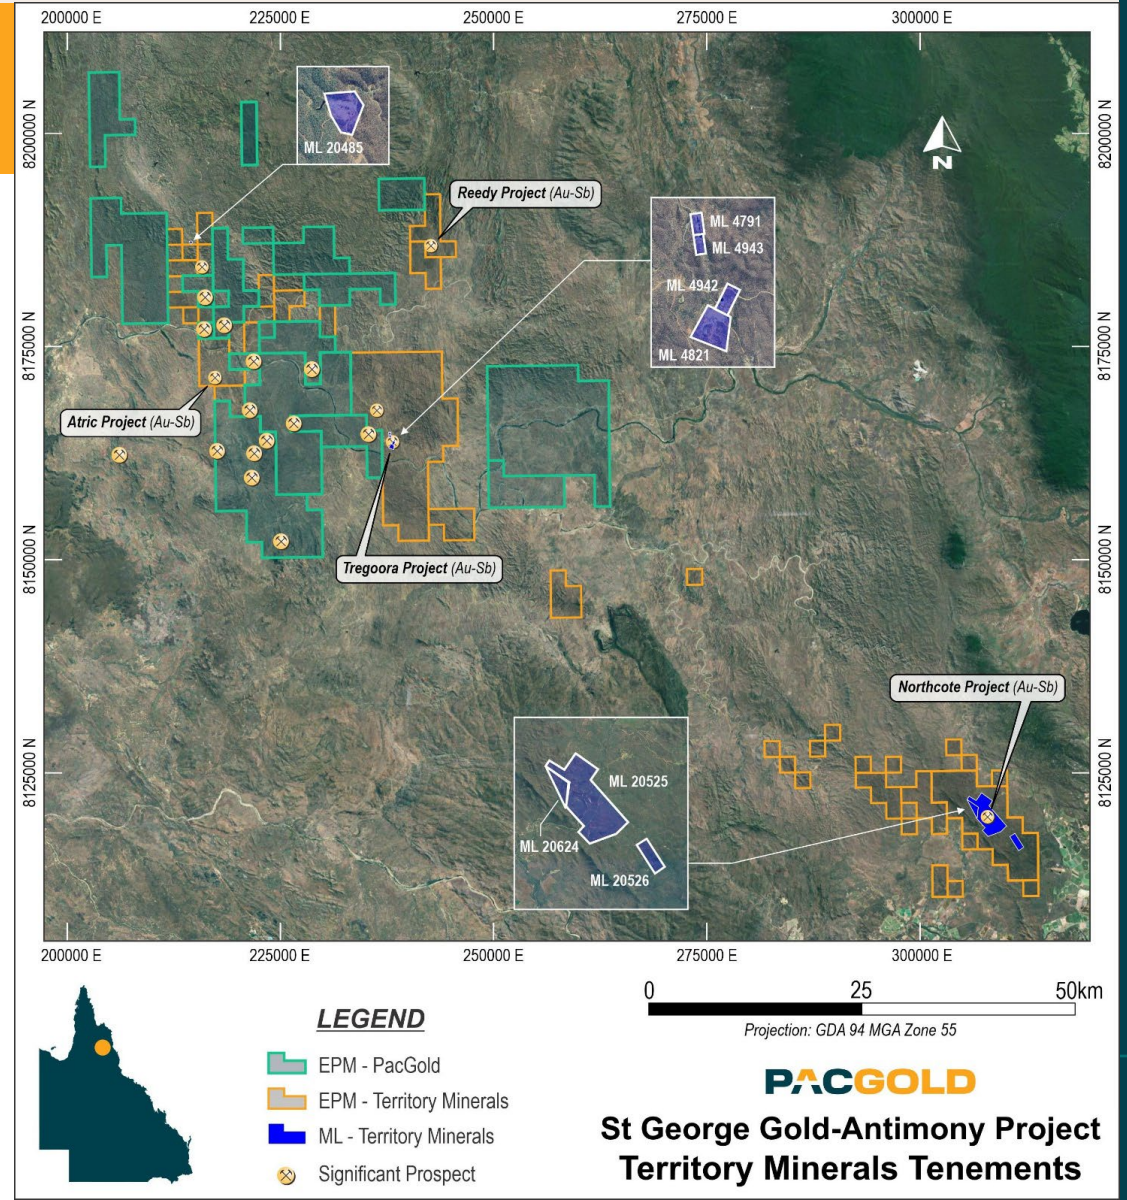 200000 E
225000 E
250000 E
275000 E
300000 E
8200000 N
8200000 N
N
ML 20485
Reedy Project (Au-Sb)
ML 4791
ML 4943
ML 4942
ML 4821
8175000 N
8175000 N
Atric Project (Au-Sb)
Tregoora Project (Au-Sb)
8150000 N
8150000 N
Northcote Project (Au-Sb)
8125000 N
8125000 N
ML 20525
ML 20624
ML 20526
200000 E
225000 E
250000 E
275000 E
300000 E
0
25
50km
Projection: GDA 94 MGA Zone 55
LEGEND
EPM - PacGold
EPM - Territory Minerals
ML - Territory Minerals
Significant Prospect
PACGOLD
St George Gold-Antimony Project
Territory Minerals Tenements